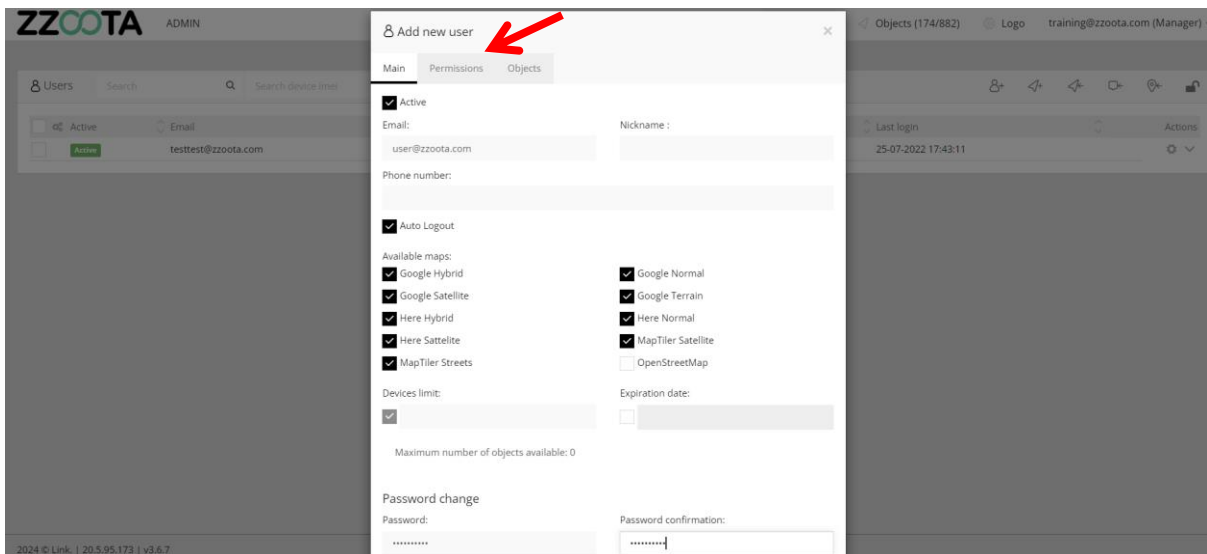 ZZOOTA ADMIN Objects (174/882) Logo training@zzoota.com (Manager)
Add new user ×
Main Permissions Objects
Users Search Search device imei
Active
Active Email Last login Actions
Email: Nickname :
Active testtest@zzoota.com user@zzoota.com 25-07-2022 17:43:11
Phone number:
Auto Logout
Available maps:
Google Hybrid Google Normal
Google Satellite Google Terrain
Here Hybrid Here Normal
Here Sattelite MapTiler Satellite
MapTiler Streets OpenStreetMap
Devices limit: Expiration date:
Maximum number of objects available: 0
Password change
Password: Password confirmation:
2024 © Link. | 20.5.95.173 | v3.6.7